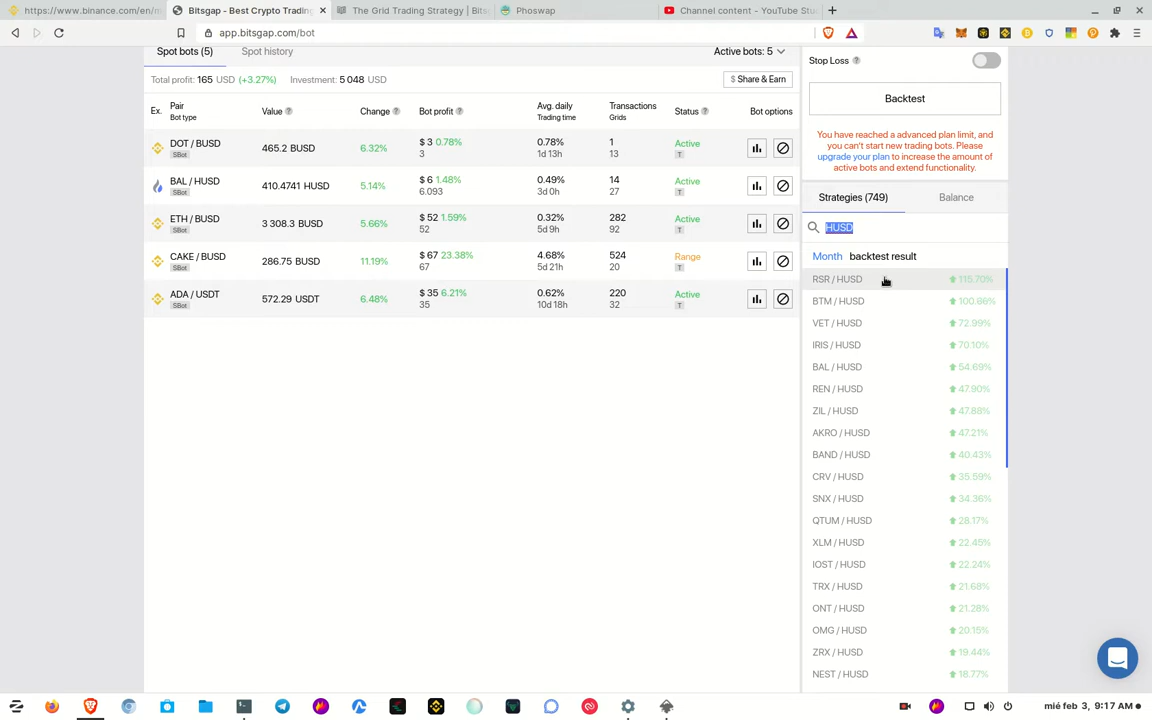 https://www.binance.com/en/m
Bitsgap - Best Crypto Trading
The Grid Trading Strategy | Bits
Phoswap
Channel content - YouTube Stu
app.bitsgap.com/bot
Spot bots (5)
Spot history
Active bots: 5
Total profit: 165 USD (+3.27%) Investment: 5 048 USD
$ Share & Earn
Ex. Pair Bot type Value ? Change ? Bot profit ? Avg. daily Trading time Transactions Grids Status ? Bot options
DOT / BUSD 465.2 BUSD 6.32% $ 3 0.78% 0.78% 1 Active
SBot 3 1d 13h 13 T
BAL / HUSD 410.4741 HUSD 5.14% $ 6 1.48% 0.49% 14 Active
SBot 6.093 3d 0h 27 T
ETH / BUSD 3 308.3 BUSD 5.66% $ 52 1.59% 0.32% 282 Active
SBot 52 5d 9h 92 T
CAKE / BUSD 286.75 BUSD 11.19% $ 67 23.38% 4.68% 524 Range
SBot 67 5d 21h 20 T
ADA / USDT 572.29 USDT 6.48% $ 35 6.21% 0.62% 220 Active
SBot 35 10d 18h 32 T
Stop Loss ?
Backtest
You have reached a advanced plan limit, and
you can't start new trading bots. Please
upgrade your plan to increase the amount of
active bots and extend functionality.
Strategies (749) Balance
HUSD
Month backtest result
RSR / HUSD 115.70%
BTM / HUSD 100.86%
VET / HUSD 72.99%
IRIS / HUSD 70.10%
BAL / HUSD 54.69%
REN / HUSD 47.90%
ZIL / HUSD 47.88%
AKRO / HUSD 47.21%
BAND / HUSD 40.43%
CRV / HUSD 35.59%
SNX / HUSD 34.36%
QTUM / HUSD 28.17%
XLM / HUSD 22.45%
IOST / HUSD 22.24%
TRX / HUSD 21.68%
ONT / HUSD 21.28%
OMG / HUSD 20.15%
ZRX / HUSD 19.44%
NEST / HUSD 18.77%
mié feb 3, 9:17 AM